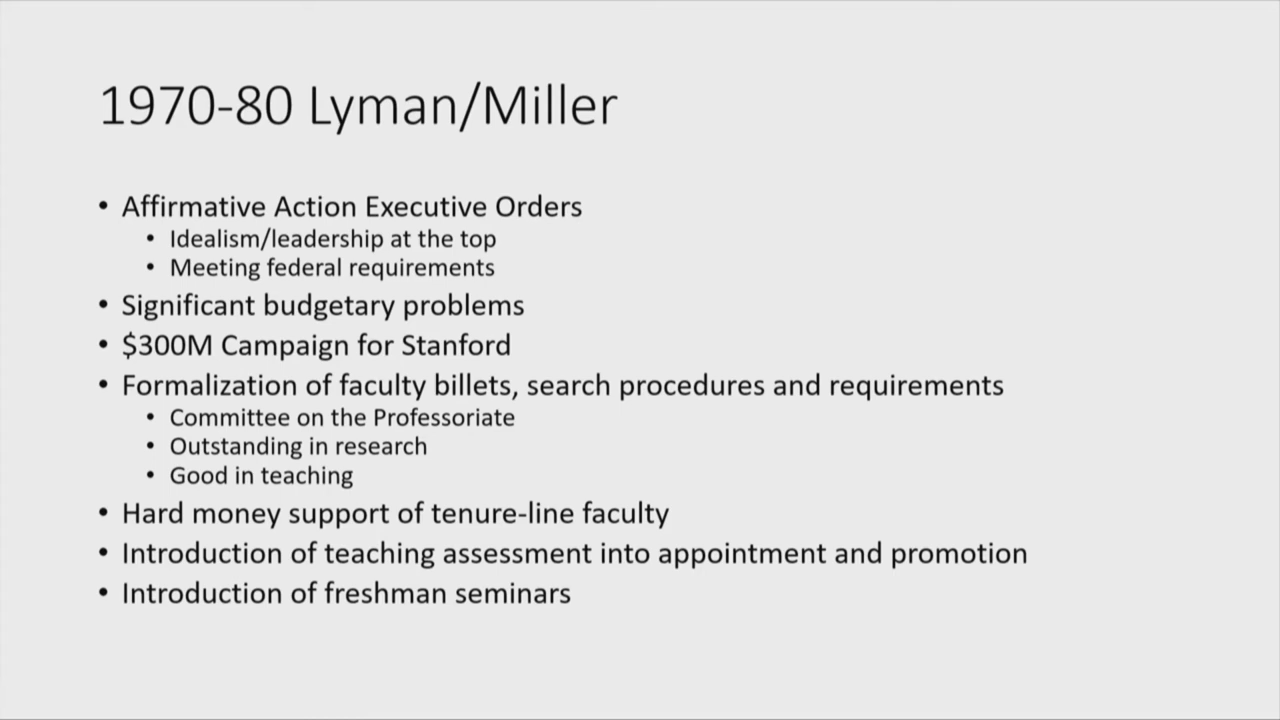 1970-80 Lyman/Miller
• Affirmative Action Executive Orders
• Idealism/leadership at the top
• Meeting federal requirements
• Significant budgetary problems
• $300M Campaign for Stanford
• Formalization of faculty billets, search procedures and requirements
• Committee on the Professoriate
• Outstanding in research
• Good in teaching
• Hard money support of tenure-line faculty
• Introduction of teaching assessment into appointment and promotion
• Introduction of freshman seminars